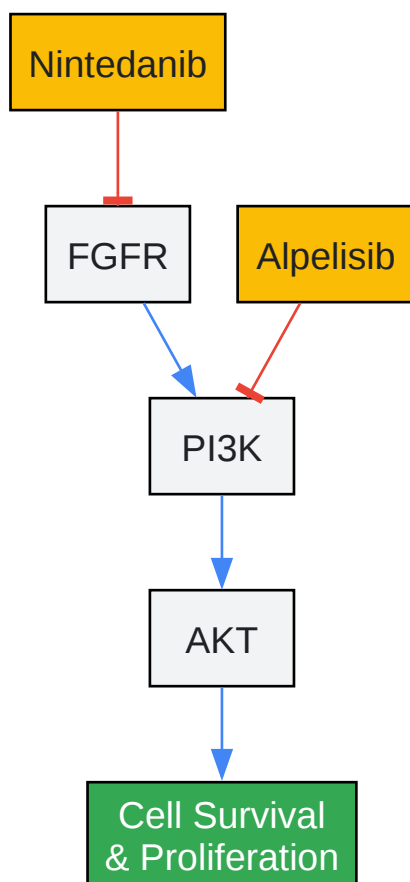 Nintedanib
FGFR
Alpelisib
PI3K
AKT
Cell Survival
& Proliferation